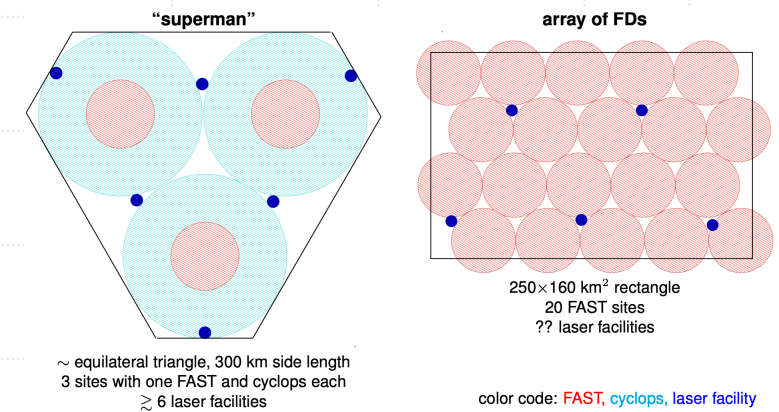 “superman”
array of FDs
∼ equilateral triangle, 300 km side length
3 sites with one FAST and cyclops each
≳ 6 laser facilities
250×160 km² rectangle
20 FAST sites
?? laser facilities
color code: FAST, cyclops, laser facility